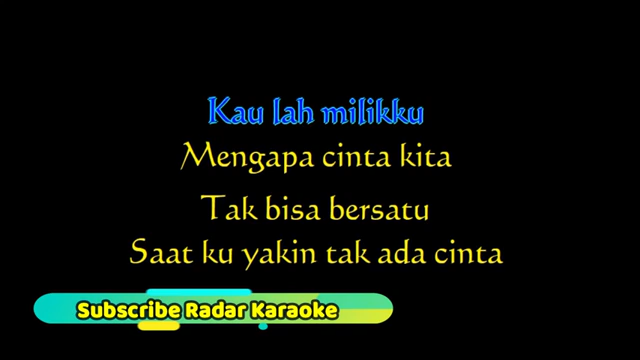 Kau lah milikku
Mengapa cinta kita
Tak bisa bersatu
Saat ku yakin tak ada cinta
Subscribe Radar Karaoke